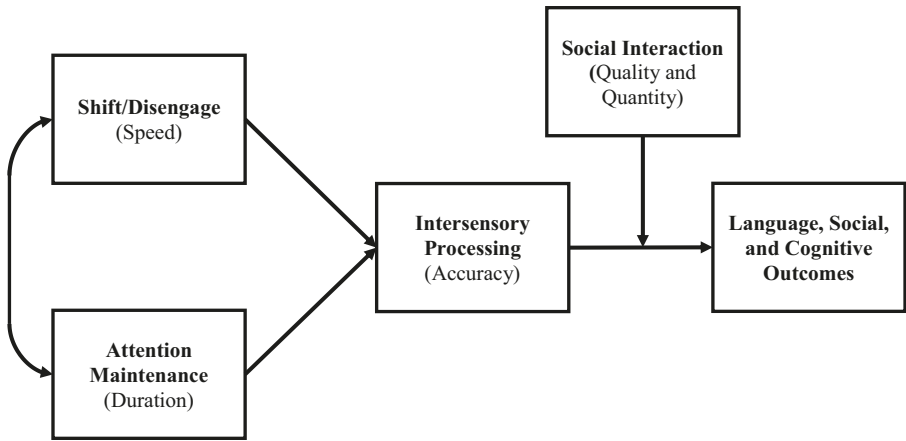 Shift/Disengage
(Speed)
Attention
Maintenance
(Duration)
Intersensory
Processing
(Accuracy)
Social Interaction
(Quality and
Quantity)
Language, Social,
and Cognitive
Outcomes